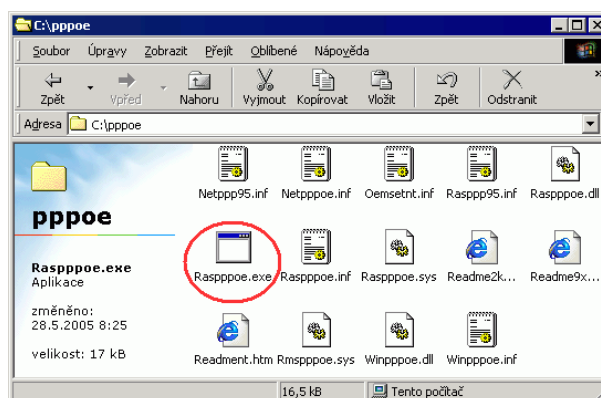 C:\pppoe
Soubor Úpravy Zobrazit Přejít Oblíbené Nápověda
Zpět Vpřed Nahoru Vyjmout Kopírovat Vložit Zpět Odstranit »
Adresa C:\pppoe
Netppp95.inf Netpppoe.inf Oemsetnt.inf Rasppp95.inf Raspppoe.dll
pppoe
Raspppoe.exe
Aplikace
změněno:
28.5.2005 8:25
velikost: 17 kB
Raspppoe.exe Raspppoe.inf Raspppoe.sys Readme2k... Readme9x...
Readment.htm Rmspppoe.sys Winpppoe.dll Winpppoe.inf
16,5 kB Tento počítač